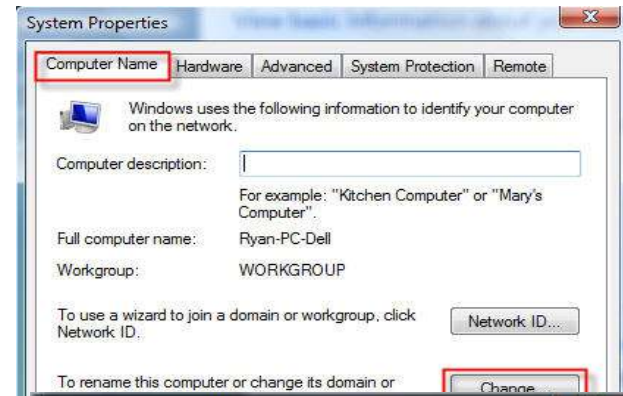 System Properties
Computer Name Hardware Advanced System Protection Remote
Windows uses the following information to identify your computer
on the network.
Computer description:
For example: "Kitchen Computer" or "Mary's
Computer".
Full computer name: Ryan-PC-Dell
Workgroup: WORKGROUP
To use a wizard to join a domain or workgroup, click
Network ID.
Network ID...
To rename this computer or change its domain or
Change...